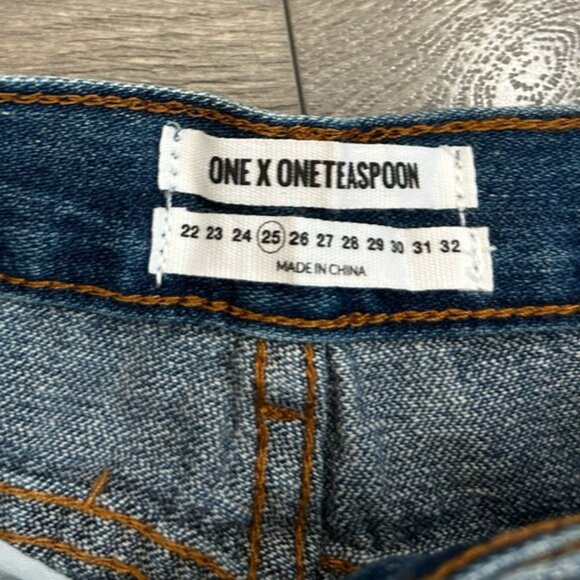 ONE X ONETEASPOON
22 23 24 25 26 27 28 29 30 31 32
MADE IN CHINA